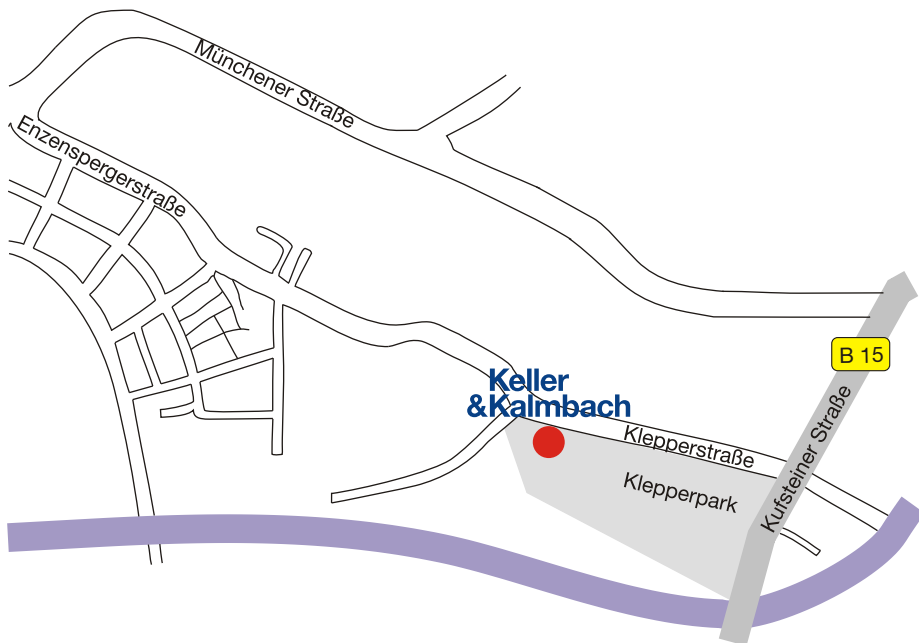 Münchener Straße
Enzenspergerstraße
B 15
Keller
&Kalmbach
Klepperstraße
Klepperpark
Kufsteiner Straße